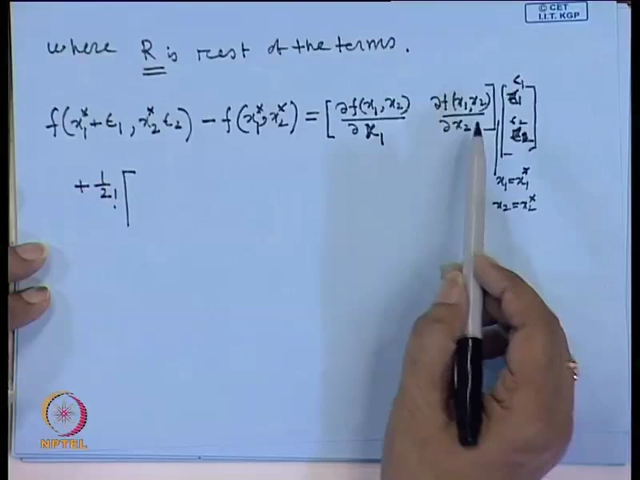 © CET
I.I.T. KGP
where R is rest of the terms.
f(x₁* + ϵ₁, x₂* ϵ₂) − f(x₁*, x₂*) = [∂f(x₁, x₂)/∂x₁ ∂f(x₁, x₂)/∂x₂] [ϵ₁ ϵ₂]
x₁ = x₁*
x₂ = x₂*
+ 1/2! [
NPTEL